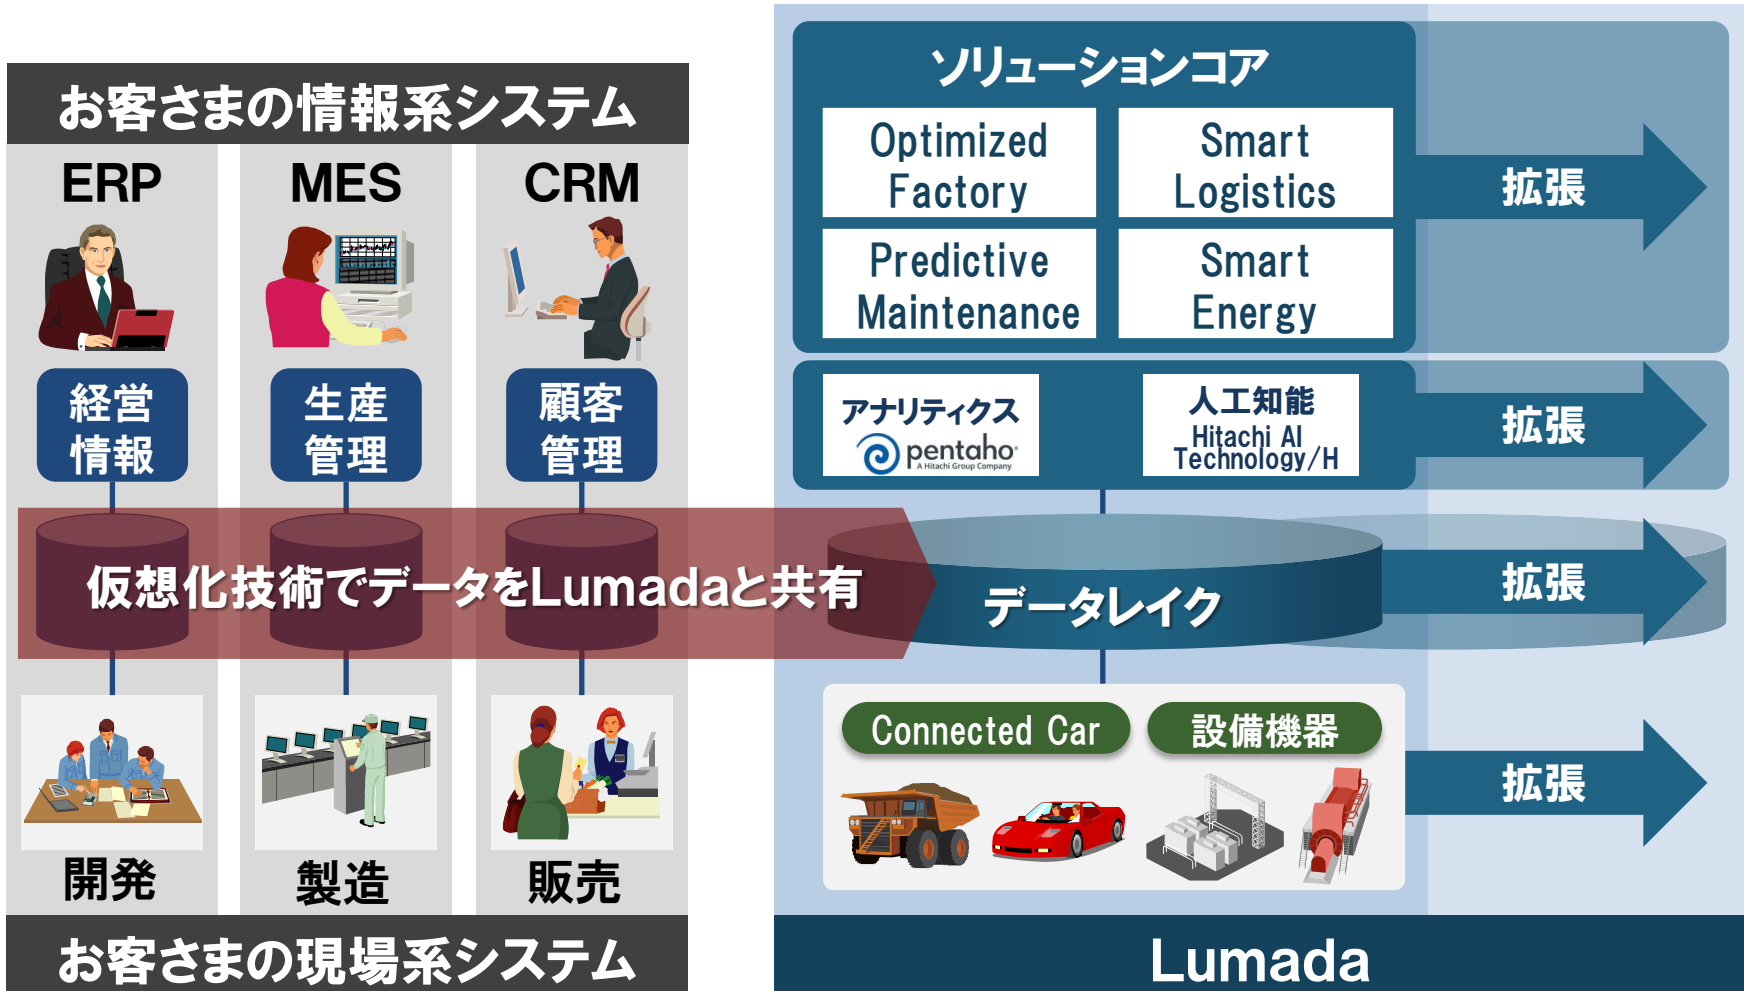 お客さまの情報系システム
ERP
MES
CRM
経営
情報
生産
管理
顧客
管理
仮想化技術でデータをLumadaと共有
開発
製造
販売
お客さまの現場系システム
ソリューションコア
Optimized
Factory
Smart
Logistics
Predictive
Maintenance
Smart
Energy
拡張
アナリティクス
pentaho
A Hitachi Group Company
人工知能
Hitachi AI
Technology/H
拡張
データレイク
拡張
Connected Car
設備機器
拡張
Lumada